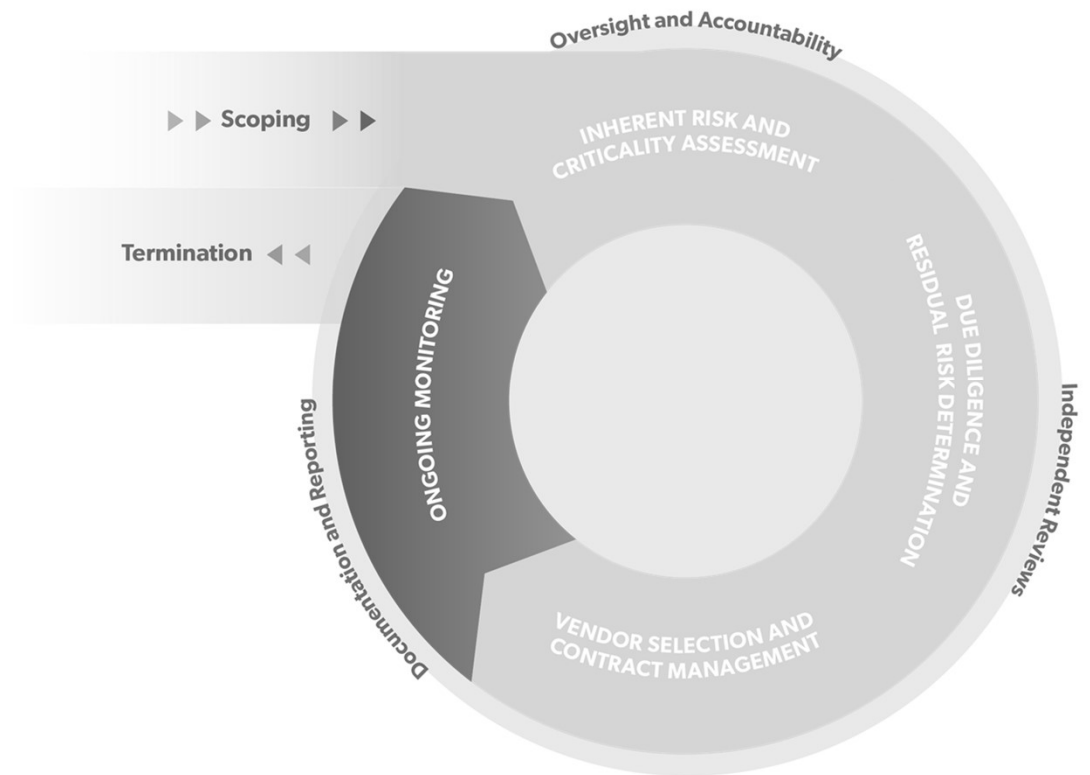 Oversight and Accountability
Scoping
INHERENT RISK AND
CRITICALITY ASSESSMENT
Termination
ONGOING MONITORING
DUE DILIGENCE AND
RESIDUAL RISK DETERMINATION
Independent Reviews
Documentation and Reporting
VENDOR SELECTION AND
CONTRACT MANAGEMENT